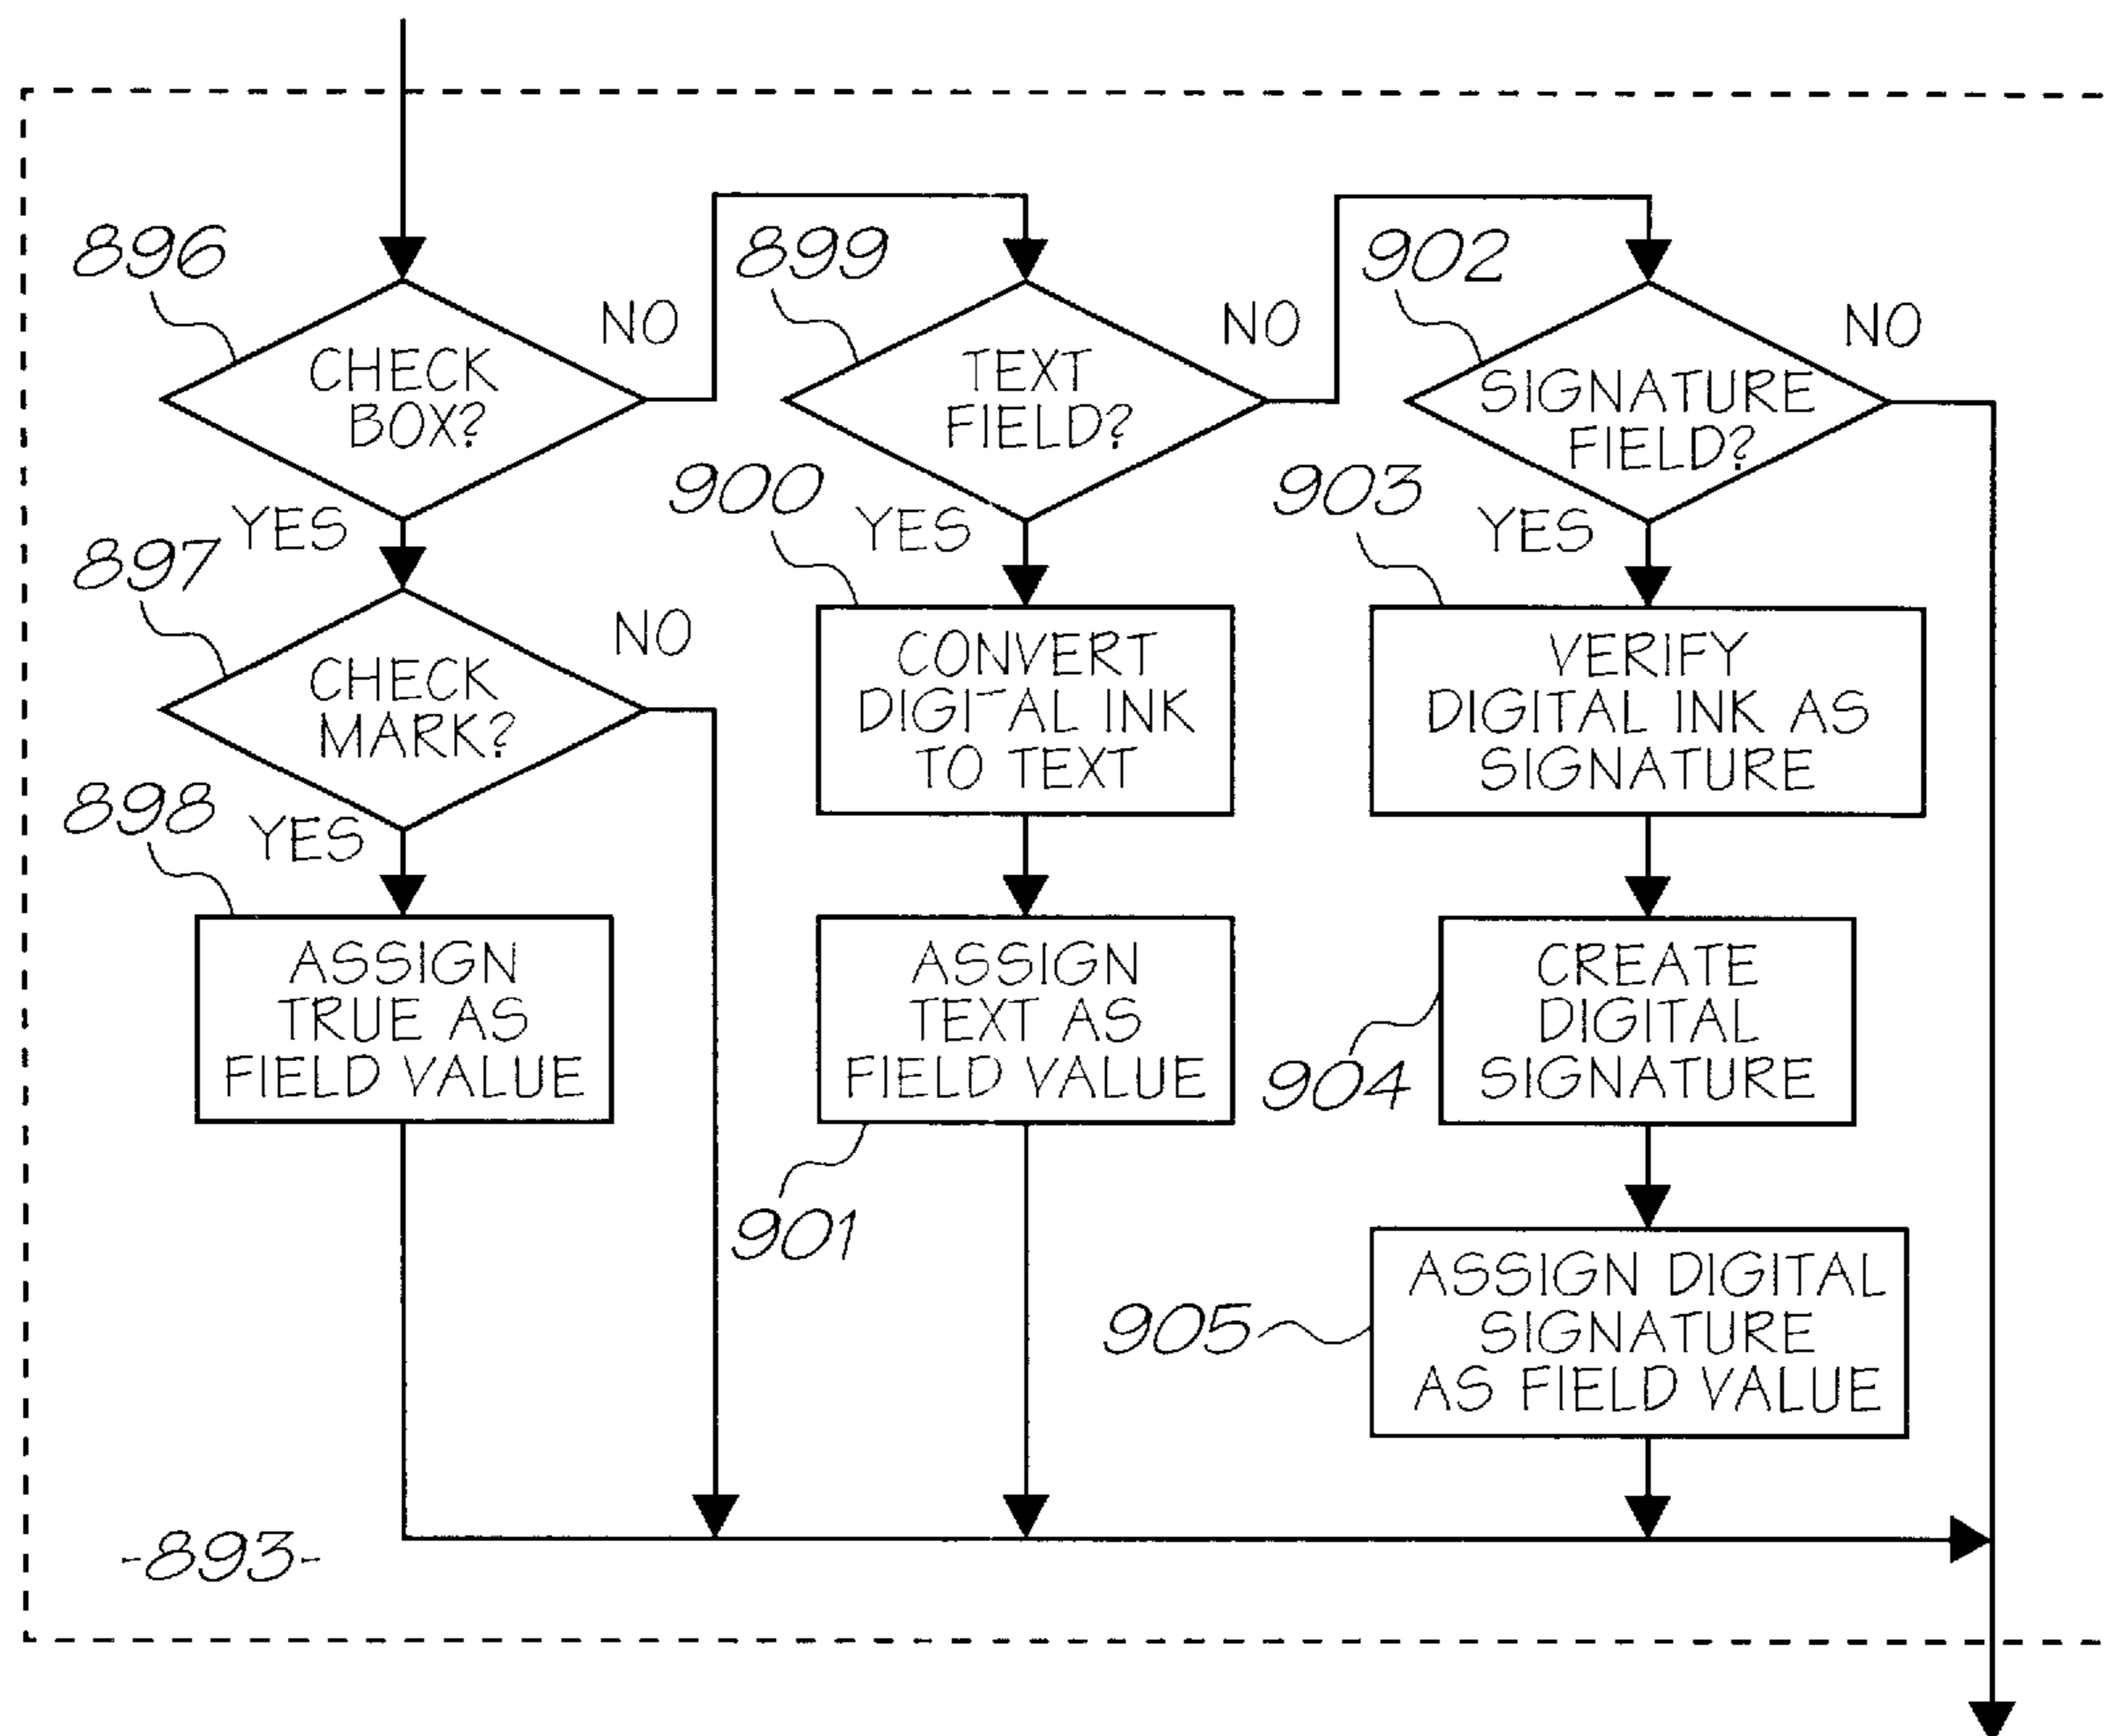 896
CHECK
BOX?
NO
YES
897
CHECK
MARK?
NO
YES
898
ASSIGN
TRUE AS
FIELD VALUE
899
TEXT
FIELD?
NO
YES
900
CONVERT
DIGITAL INK
TO TEXT
ASSIGN
TEXT AS
FIELD VALUE
901
902
SIGNATURE
FIELD?
NO
YES
903
VERIFY
DIGITAL INK AS
SIGNATURE
CREATE
DIGITAL
SIGNATURE
904
ASSIGN DIGITAL
SIGNATURE
AS FIELD VALUE
905
-893-